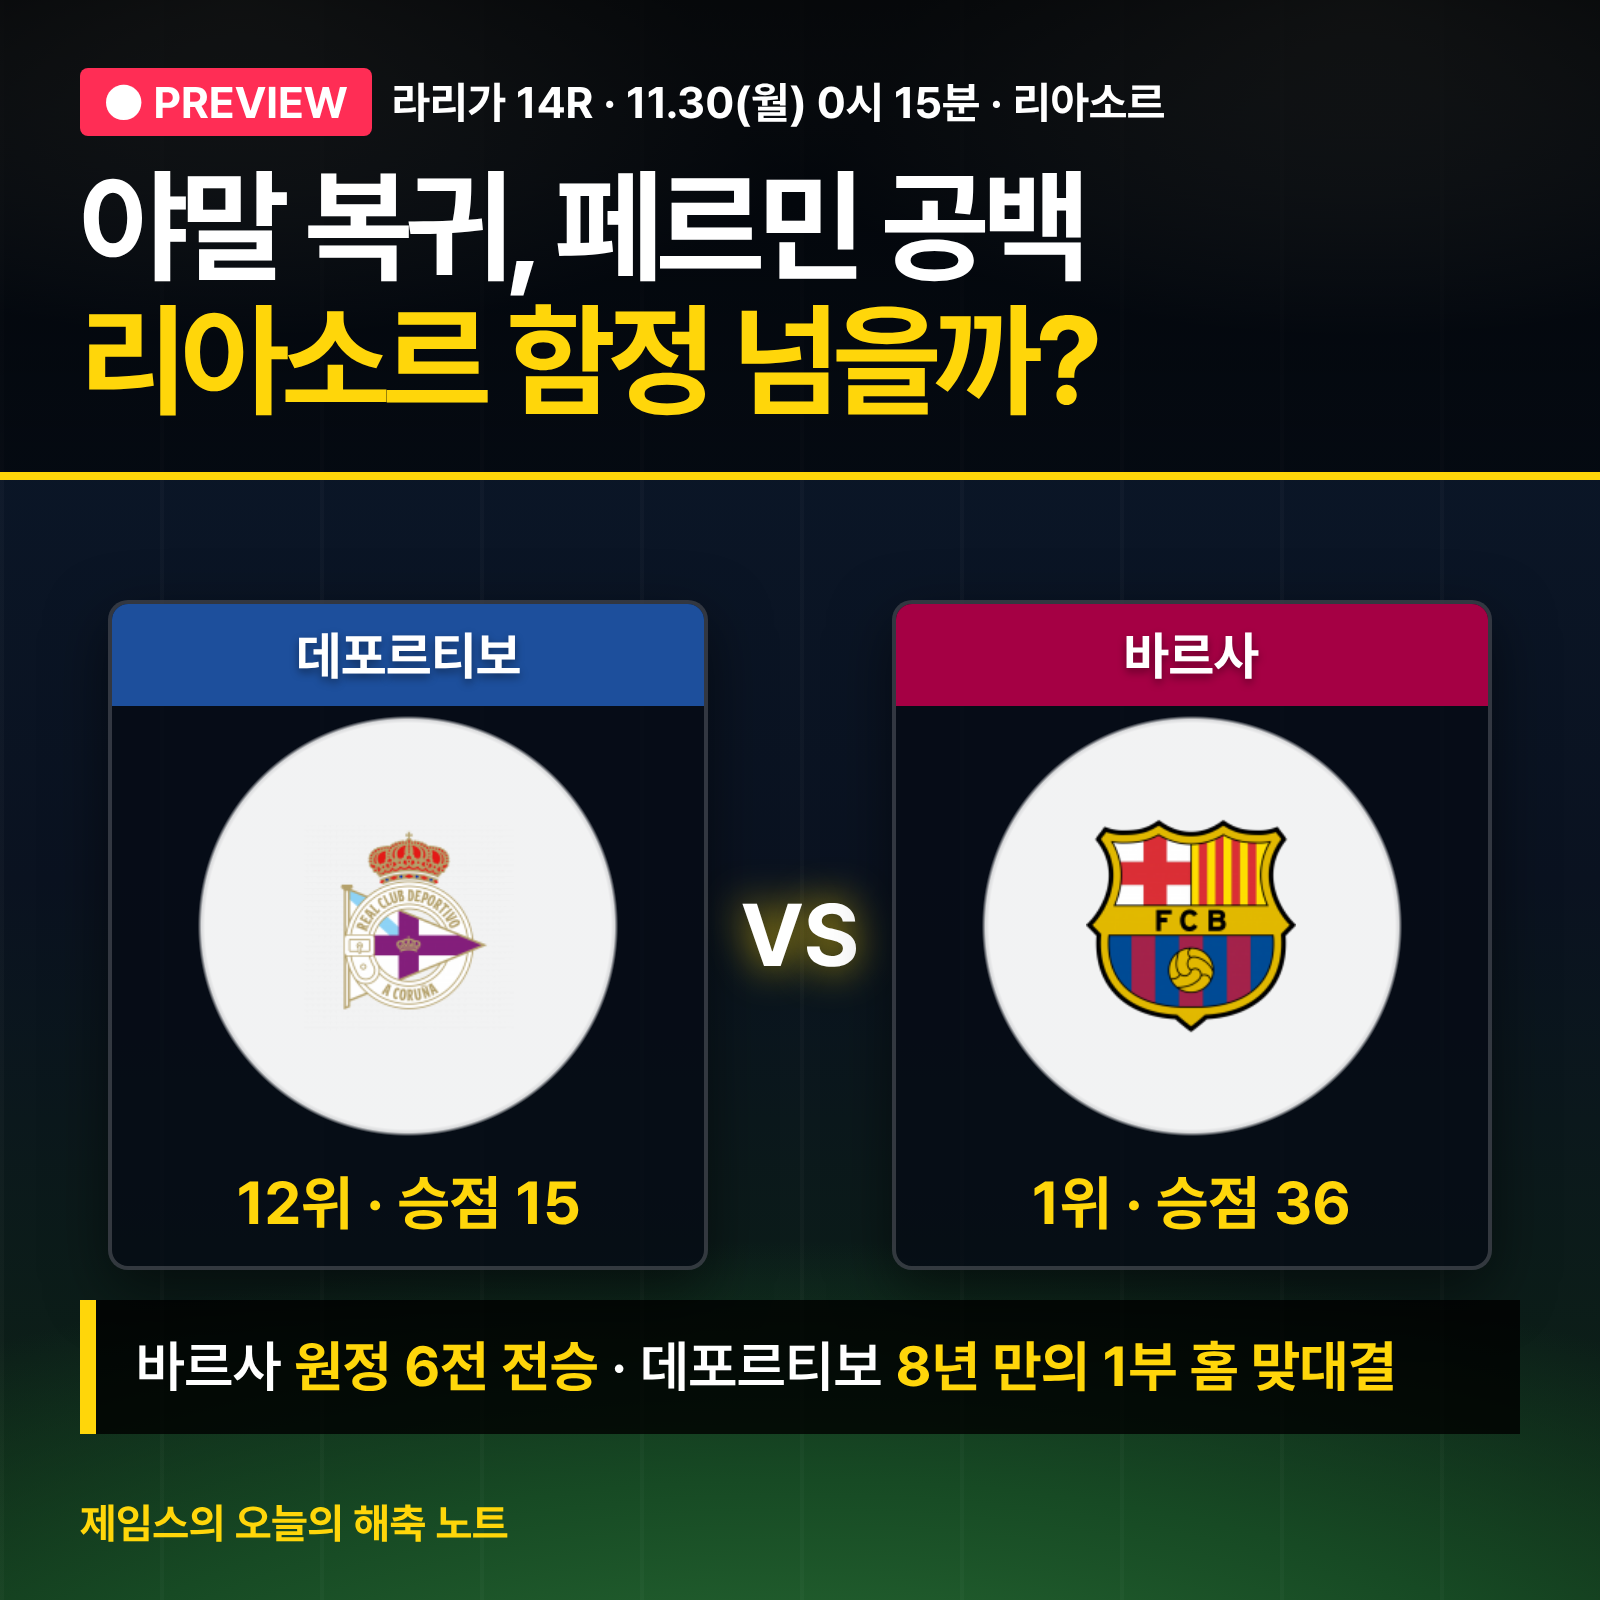 PREVIEW 라리가 14R · 11.30(월) 0시 15분 · 리아소르
야말 복귀, 페르민 공백
리아소르 함정 넘을까?
데포르티보
바르사
REAL CLUB DEPORTIVO
A CORUÑA
VS
FCB
12위 · 승점 15
1위 · 승점 36
바르사 원정 6전 전승 · 데포르티보 8년 만의 1부 홈 맞대결
제임스의 오늘의 해축 노트